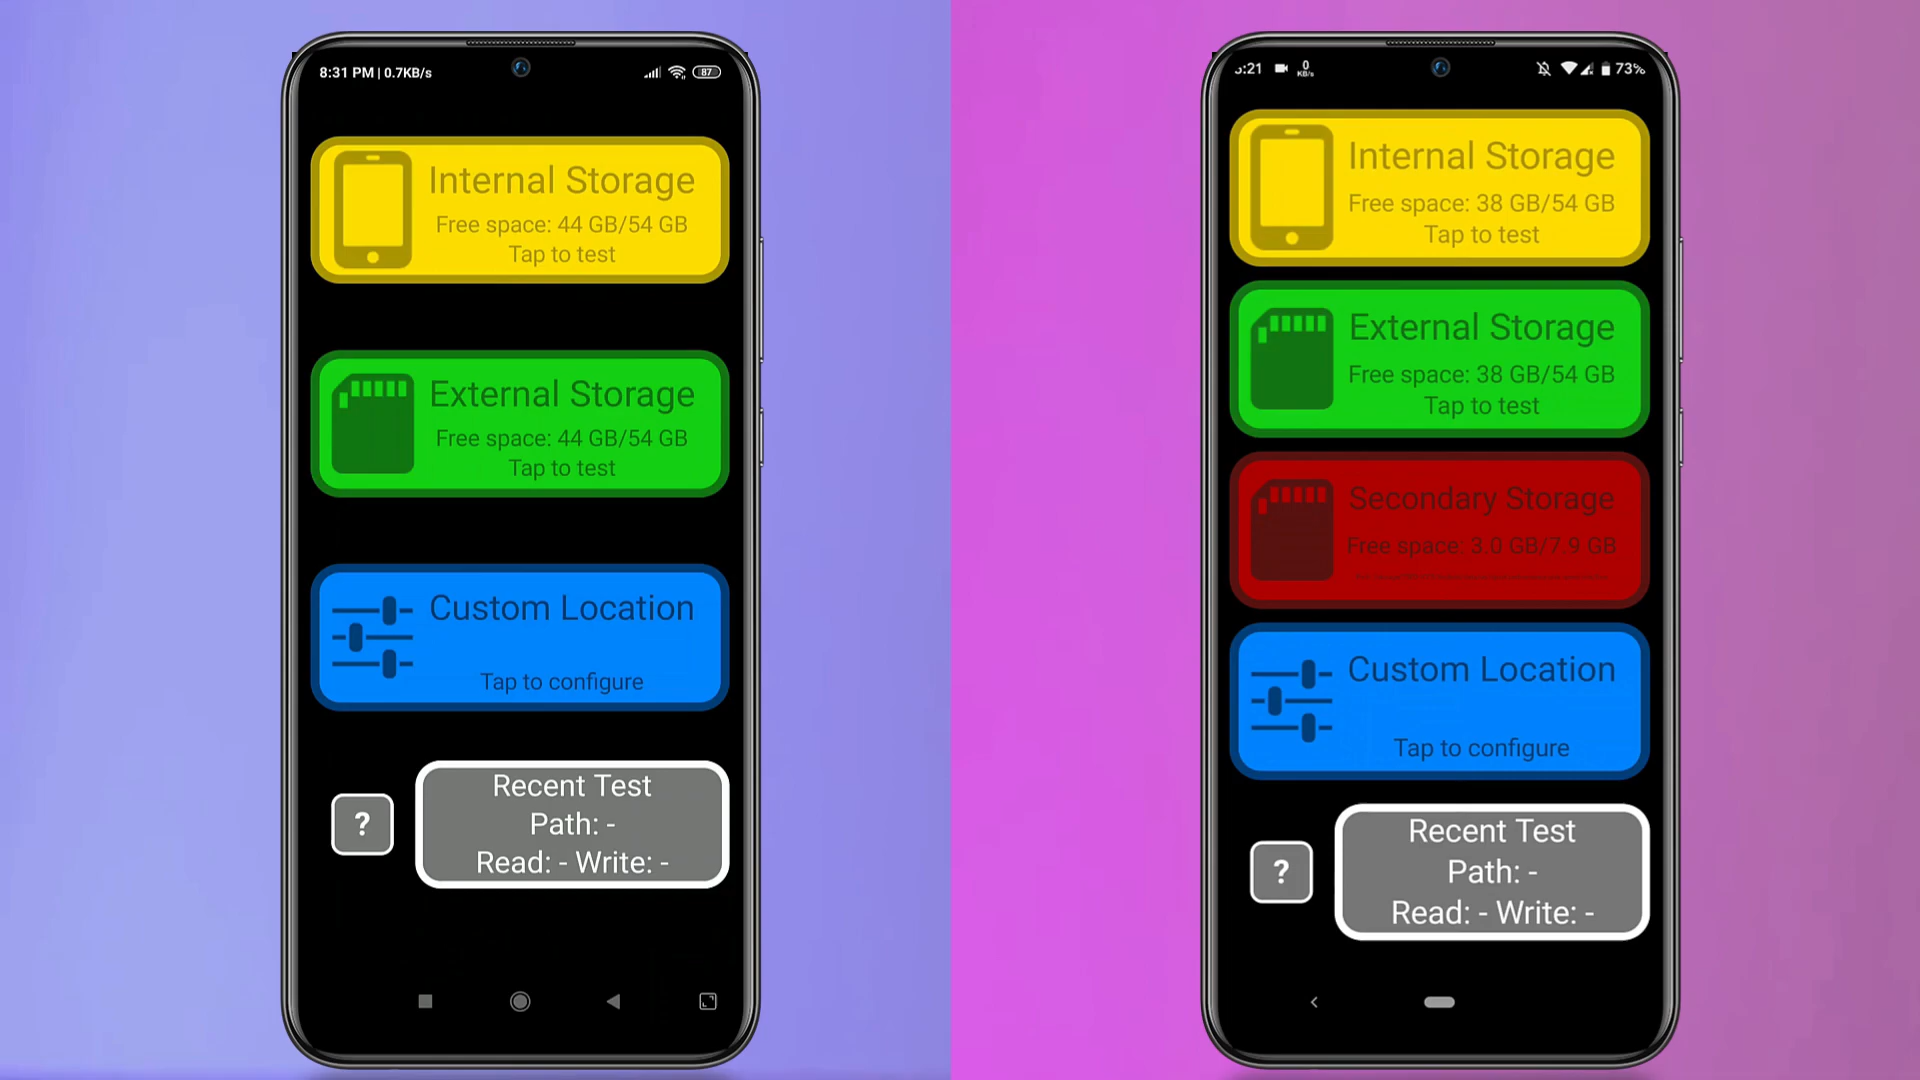 8:31 PM | 0.7KB/s
87
Internal Storage
Free space: 44 GB/54 GB
Tap to test
External Storage
Free space: 44 GB/54 GB
Tap to test
Custom Location
Tap to configure
?
Recent Test
Path: -
Read: - Write: -
:21
0
KB/s
73%
Internal Storage
Free space: 38 GB/54 GB
Tap to test
External Storage
Free space: 38 GB/54 GB
Tap to test
Secondary Storage
Free space: 3.0 GB/7.9 GB
Custom Location
Tap to configure
?
Recent Test
Path: -
Read: - Write: -